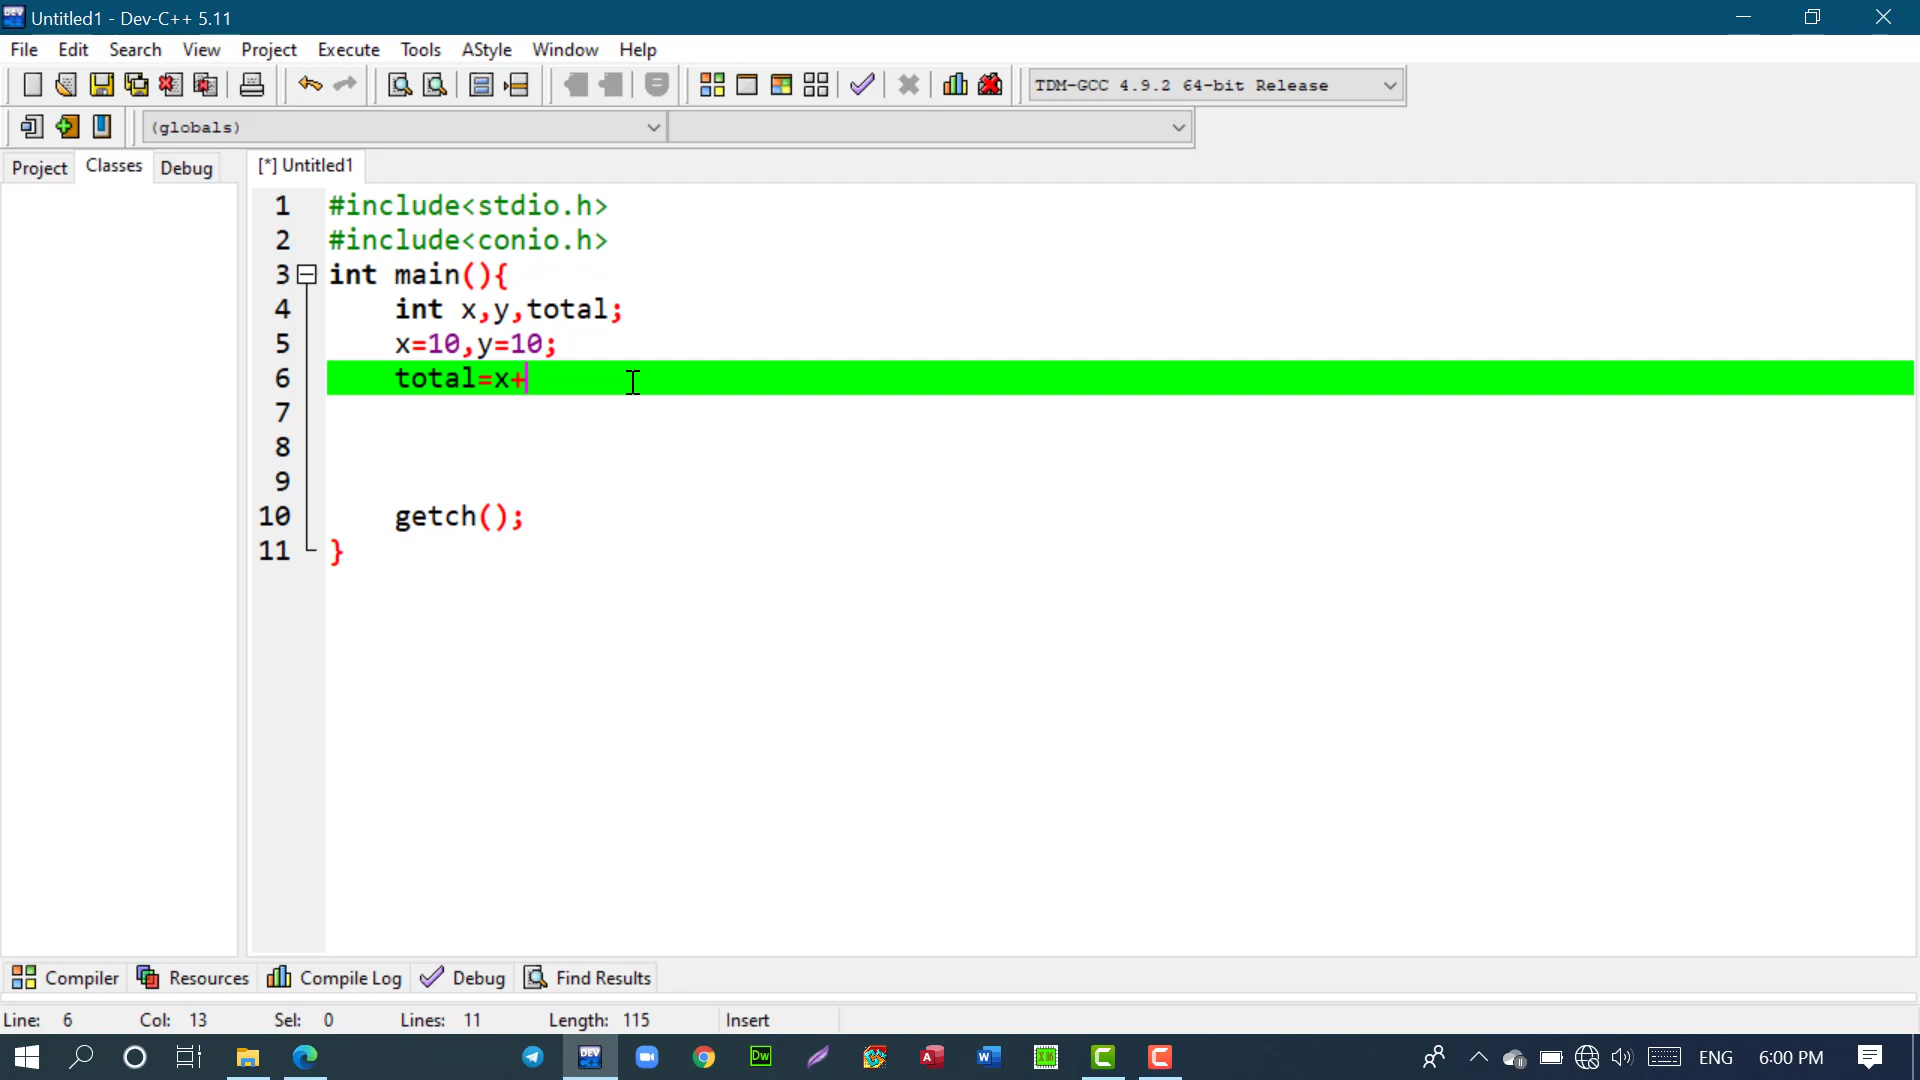 Untitled1 - Dev-C++ 5.11
File Edit Search View Project Execute Tools AStyle Window Help
TDM-GCC 4.9.2 64-bit Release
(globals)
Project Classes Debug
[*] Untitled1
1 #include<stdio.h>
2 #include<conio.h>
3 int main(){
4 int x,y,total;
5 x=10,y=10;
6 total=x+
7
8
9
10 getch();
11 }
Compiler Resources Compile Log Debug Find Results
Line: 6 Col: 13 Sel: 0 Lines: 11 Length: 115 Insert
DEV Dw X86 ENG 6:00 PM